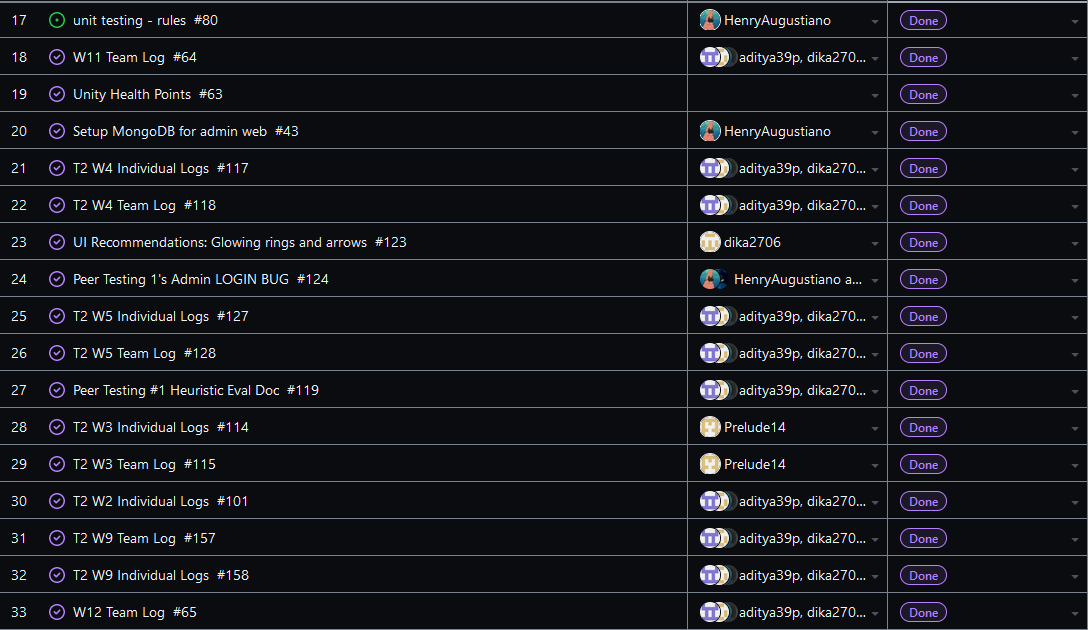 17 unit testing - rules #80 HenryAugustiano Done
18 W11 Team Log #64 aditya39p, dika270... Done
19 Unity Health Points #63 Done
20 Setup MongoDB for admin web #43 HenryAugustiano Done
21 T2 W4 Individual Logs #117 aditya39p, dika270... Done
22 T2 W4 Team Log #118 aditya39p, dika270... Done
23 UI Recommendations: Glowing rings and arrows #123 dika2706 Done
24 Peer Testing 1's Admin LOGIN BUG #124 HenryAugustiano a... Done
25 T2 W5 Individual Logs #127 aditya39p, dika270... Done
26 T2 W5 Team Log #128 aditya39p, dika270... Done
27 Peer Testing #1 Heuristic Eval Doc #119 aditya39p, dika270... Done
28 T2 W3 Individual Logs #114 Prelude14 Done
29 T2 W3 Team Log #115 Prelude14 Done
30 T2 W2 Individual Logs #101 aditya39p, dika270... Done
31 T2 W9 Team Log #157 aditya39p, dika270... Done
32 T2 W9 Individual Logs #158 aditya39p, dika270... Done
33 W12 Team Log #65 aditya39p, dika270... Done